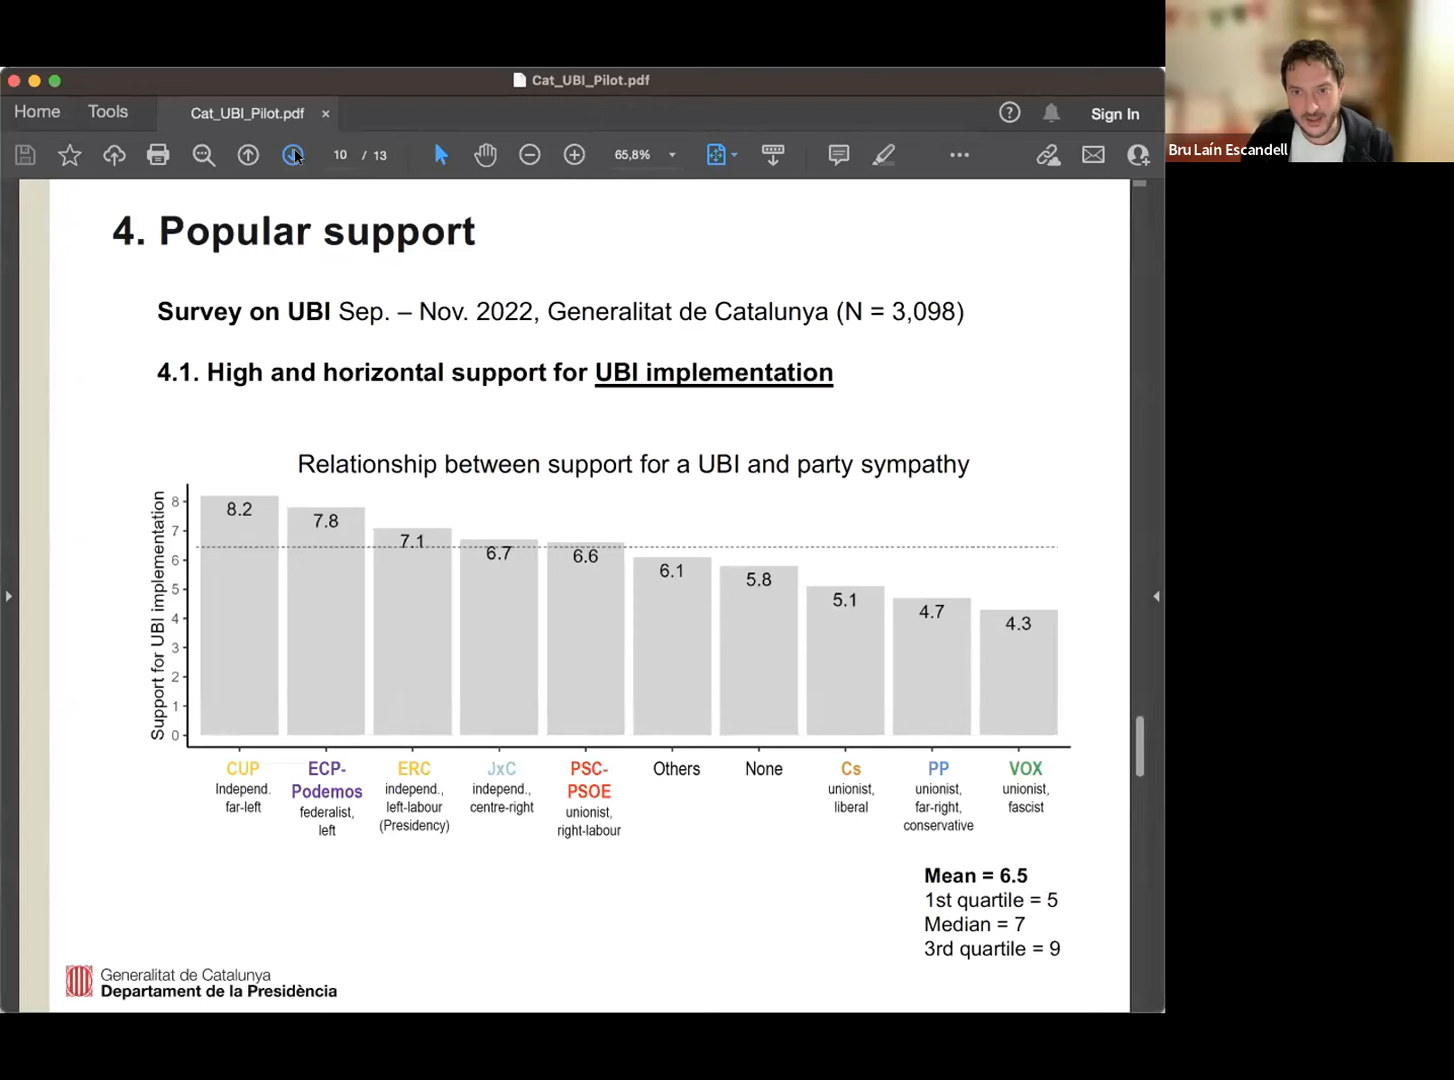 Cat_UBI_Pilot.pdf
Home Tools Cat_UBI_Pilot.pdf × Sign In
10 / 13 65,8%
Bru Laín Escandell
4. Popular support
Survey on UBI Sep. – Nov. 2022, Generalitat de Catalunya (N = 3,098)
4.1. High and horizontal support for UBI implementation
Relationship between support for a UBI and party sympathy
Support for UBI implementation
8
7
6
5
4
3
2
1
0
8.2
7.8
7.1
6.7
6.6
6.1
5.8
5.1
4.7
4.3
CUP
Independ.
far-left
ECP-
Podemos
federalist,
left
ERC
independ.,
left-labour
(Presidency)
JxC
independ.,
centre-right
PSC-
PSOE
unionist,
right-labour
Others
None
Cs
unionist,
liberal
PP
unionist,
far-right,
conservative
VOX
unionist,
fascist
Mean = 6.5
1st quartile = 5
Median = 7
3rd quartile = 9
Generalitat de Catalunya
Departament de la Presidència